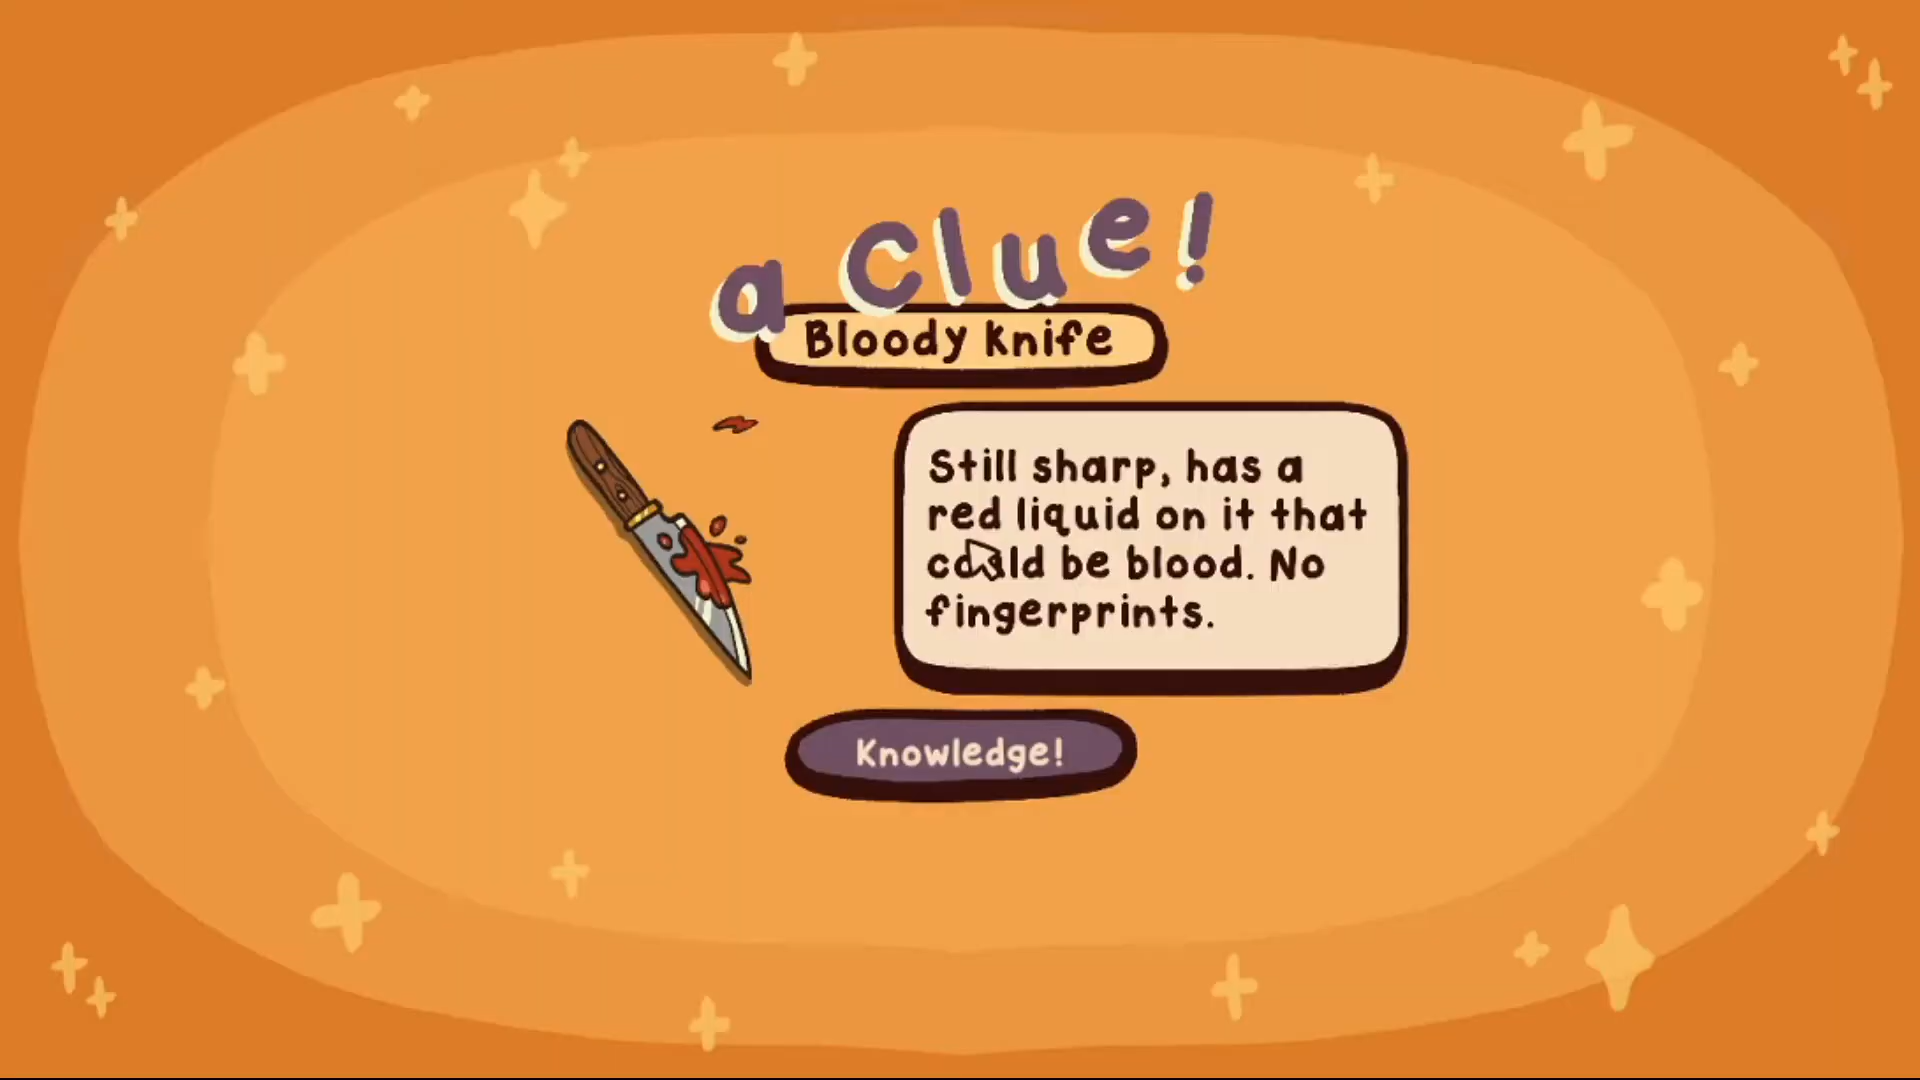 a Clue!
Bloody knife
Still sharp, has a
red liquid on it that
could be blood. No
fingerprints.
Knowledge!